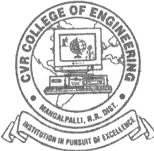 CVR COLLEGE OF ENGINEERING
MANGALPALLI, R.R. DIST.
INSTITUTION IN PURSUIT OF EXCELLENCE